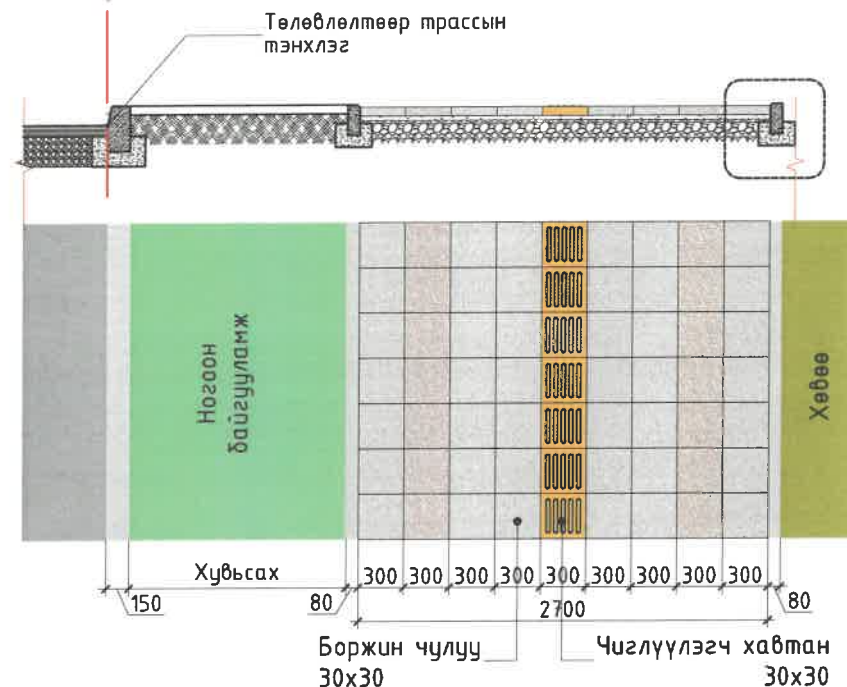 Төлөвлөлтөөр трассын
тэнхлэг
Ногоон
байгууламж
Хөвөө
Хувьсах
150
80
300 300 300 300 300 300 300 300 300
2700
80
Боржин чулуу
30x30
Чиглүүлэгч хавтан
30x30